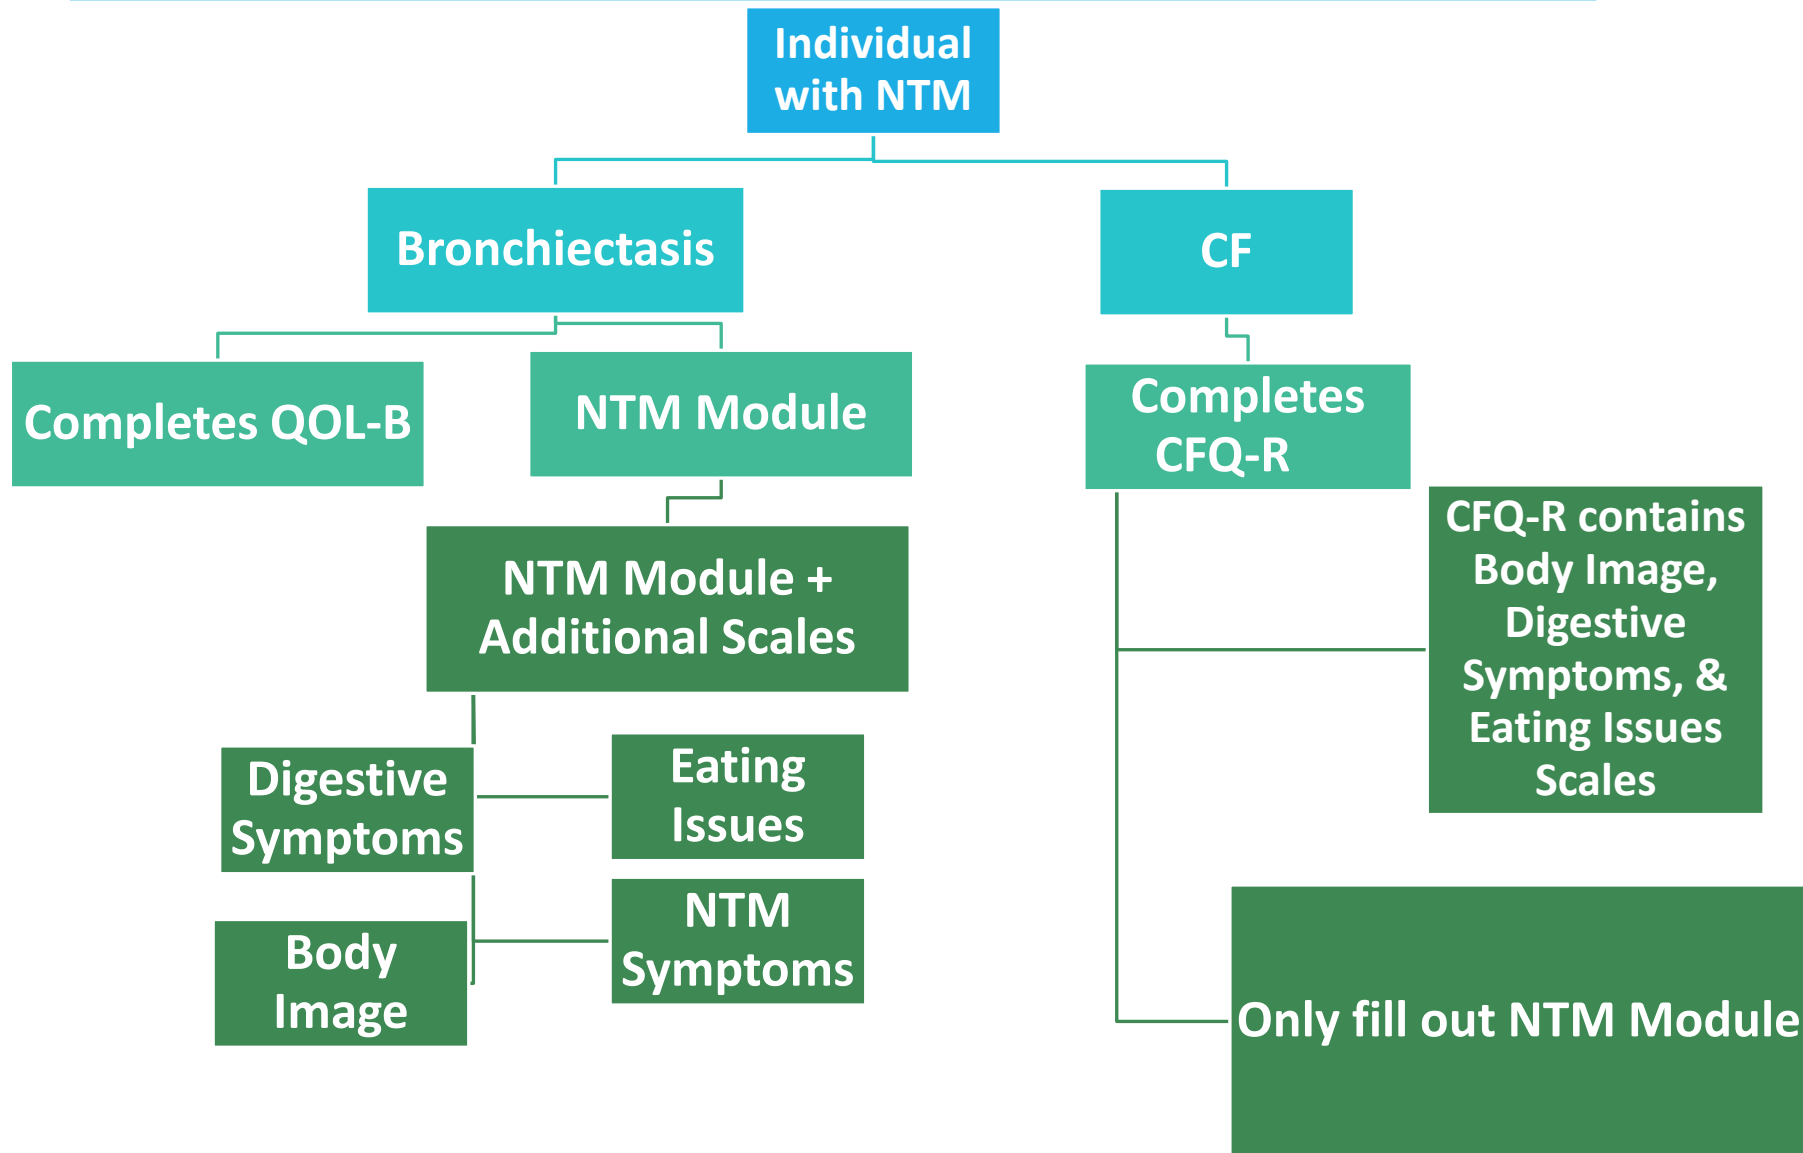 Individual
with NTM
Bronchiectasis
CF
Completes QOL-B
NTM Module
Completes
CFQ-R
NTM Module +
Additional Scales
CFQ-R contains
Body Image,
Digestive
Symptoms, &
Eating Issues
Scales
Digestive
Symptoms
Eating
Issues
Body
Image
NTM
Symptoms
Only fill out NTM Module